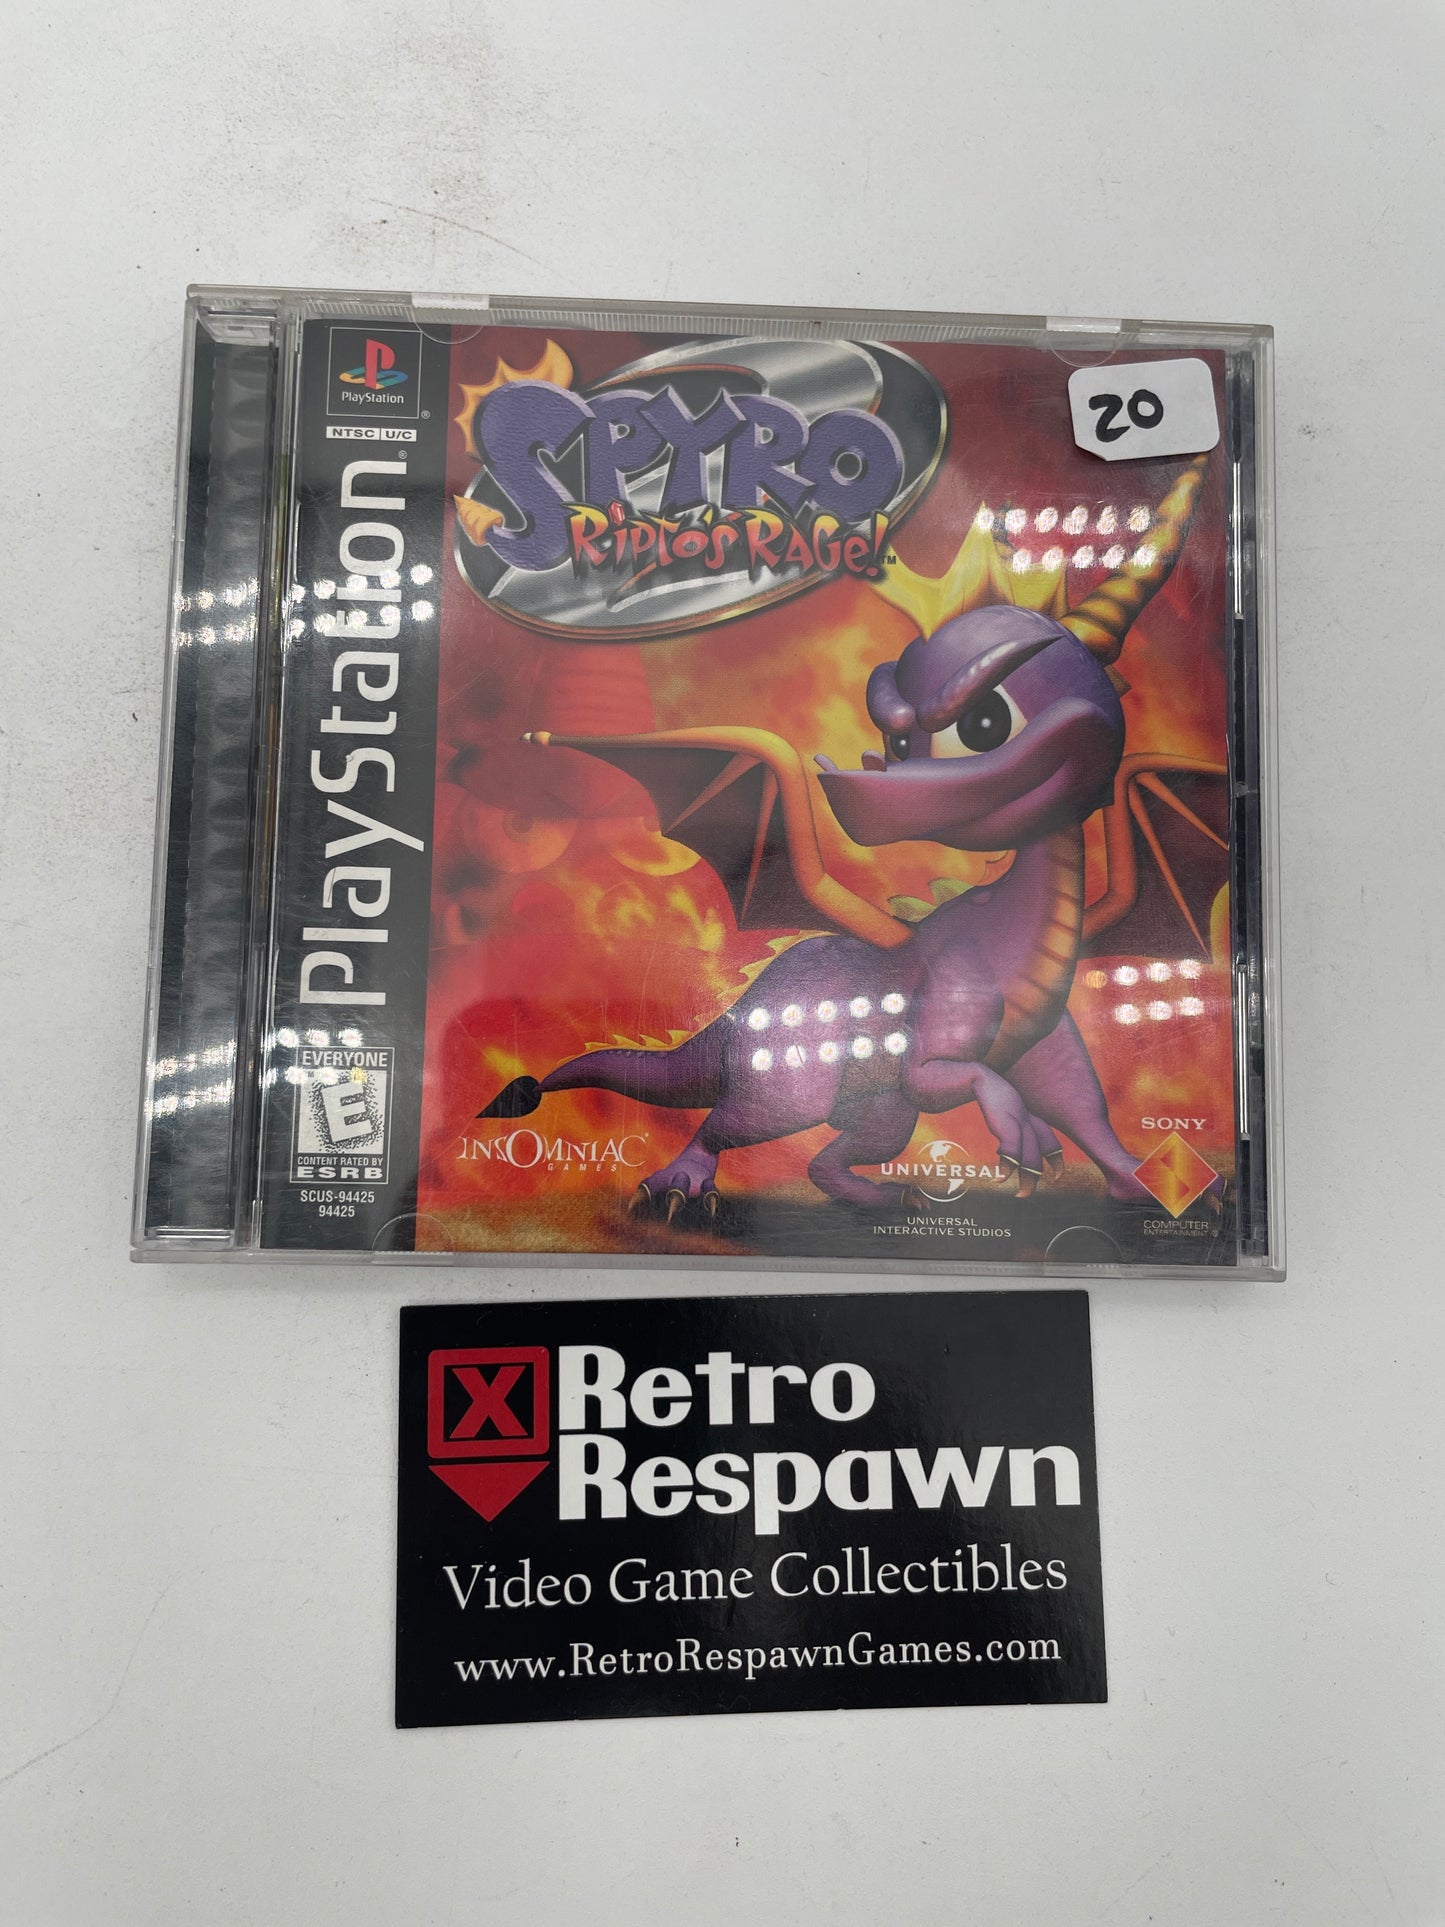 PlayStation
®
NTSC U/C
PlayStation®
SPYRO
2
RIPTO'S RAGE!™
20
EVERYONE
E
CONTENT RATED BY
ESRB
SCUS-94425
94425
INSOMNIAC®
GAMES
UNIVERSAL
UNIVERSAL
INTERACTIVE STUDIOS
SONY
COMPUTER
ENTERTAINMENT®
X Retro
Respawn
Video Game Collectibles
www.RetroRespawnGames.com